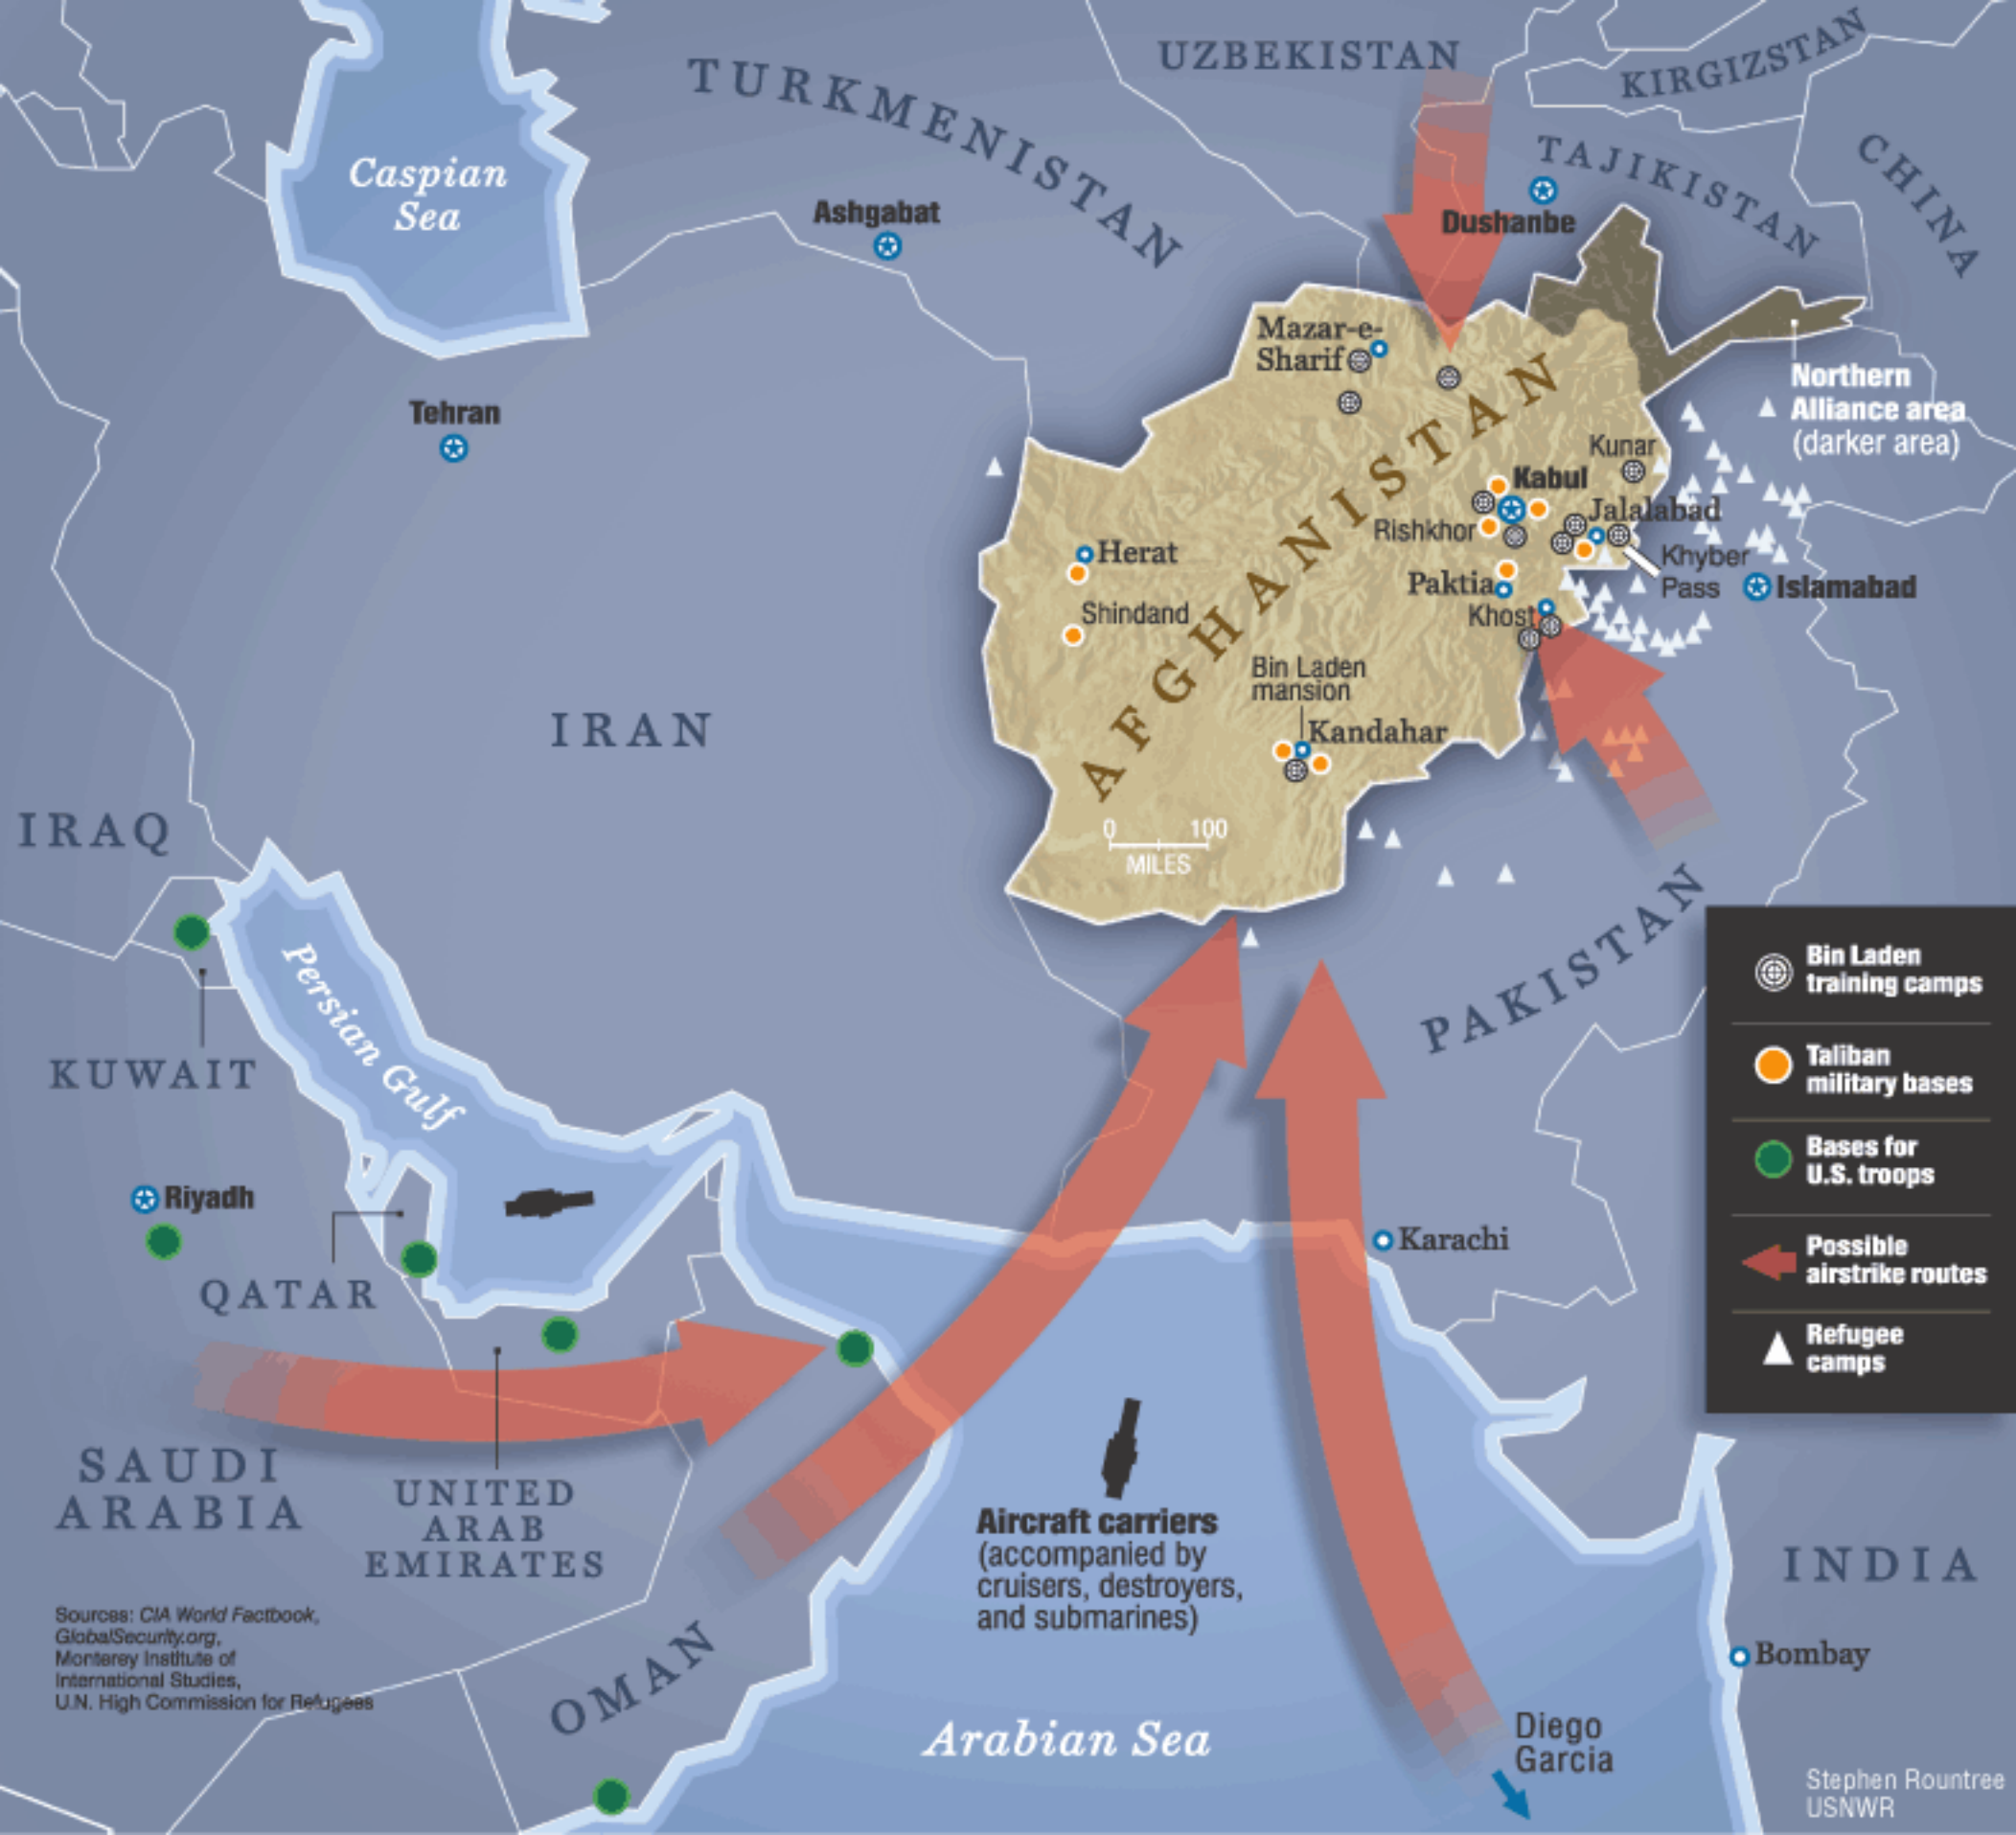 UZBEKISTAN
KIRGIZSTAN
TURKMENISTAN
TAJIKISTAN
CHINA
Caspian
Sea
Ashgabat
Dushanbe
Mazar-e-
Sharif
Northern
Alliance area
(darker area)
Tehran
AFGHANISTAN
Kunar
Kabul
Jalalabad
Rishkhor
Herat
Khyber
Pass
Paktia
Islamabad
Shindand
Khost
Bin Laden
mansion
Kandahar
IRAN
IRAQ
0 100
MILES
PAKISTAN
Persian Gulf
KUWAIT
Bin Laden
training camps
Taliban
military bases
Bases for
U.S. troops
Possible
airstrike routes
Refugee
camps
Riyadh
QATAR
Karachi
SAUDI
ARABIA
UNITED
ARAB
EMIRATES
Aircraft carriers
(accompanied by
cruisers, destroyers,
and submarines)
INDIA
Sources: CIA World Factbook,
GlobalSecurity.org,
Monterey Institute of
International Studies,
U.N. High Commission for Refugees
OMAN
Bombay
Arabian Sea
Diego
Garcia
Stephen Rountree
USNWR